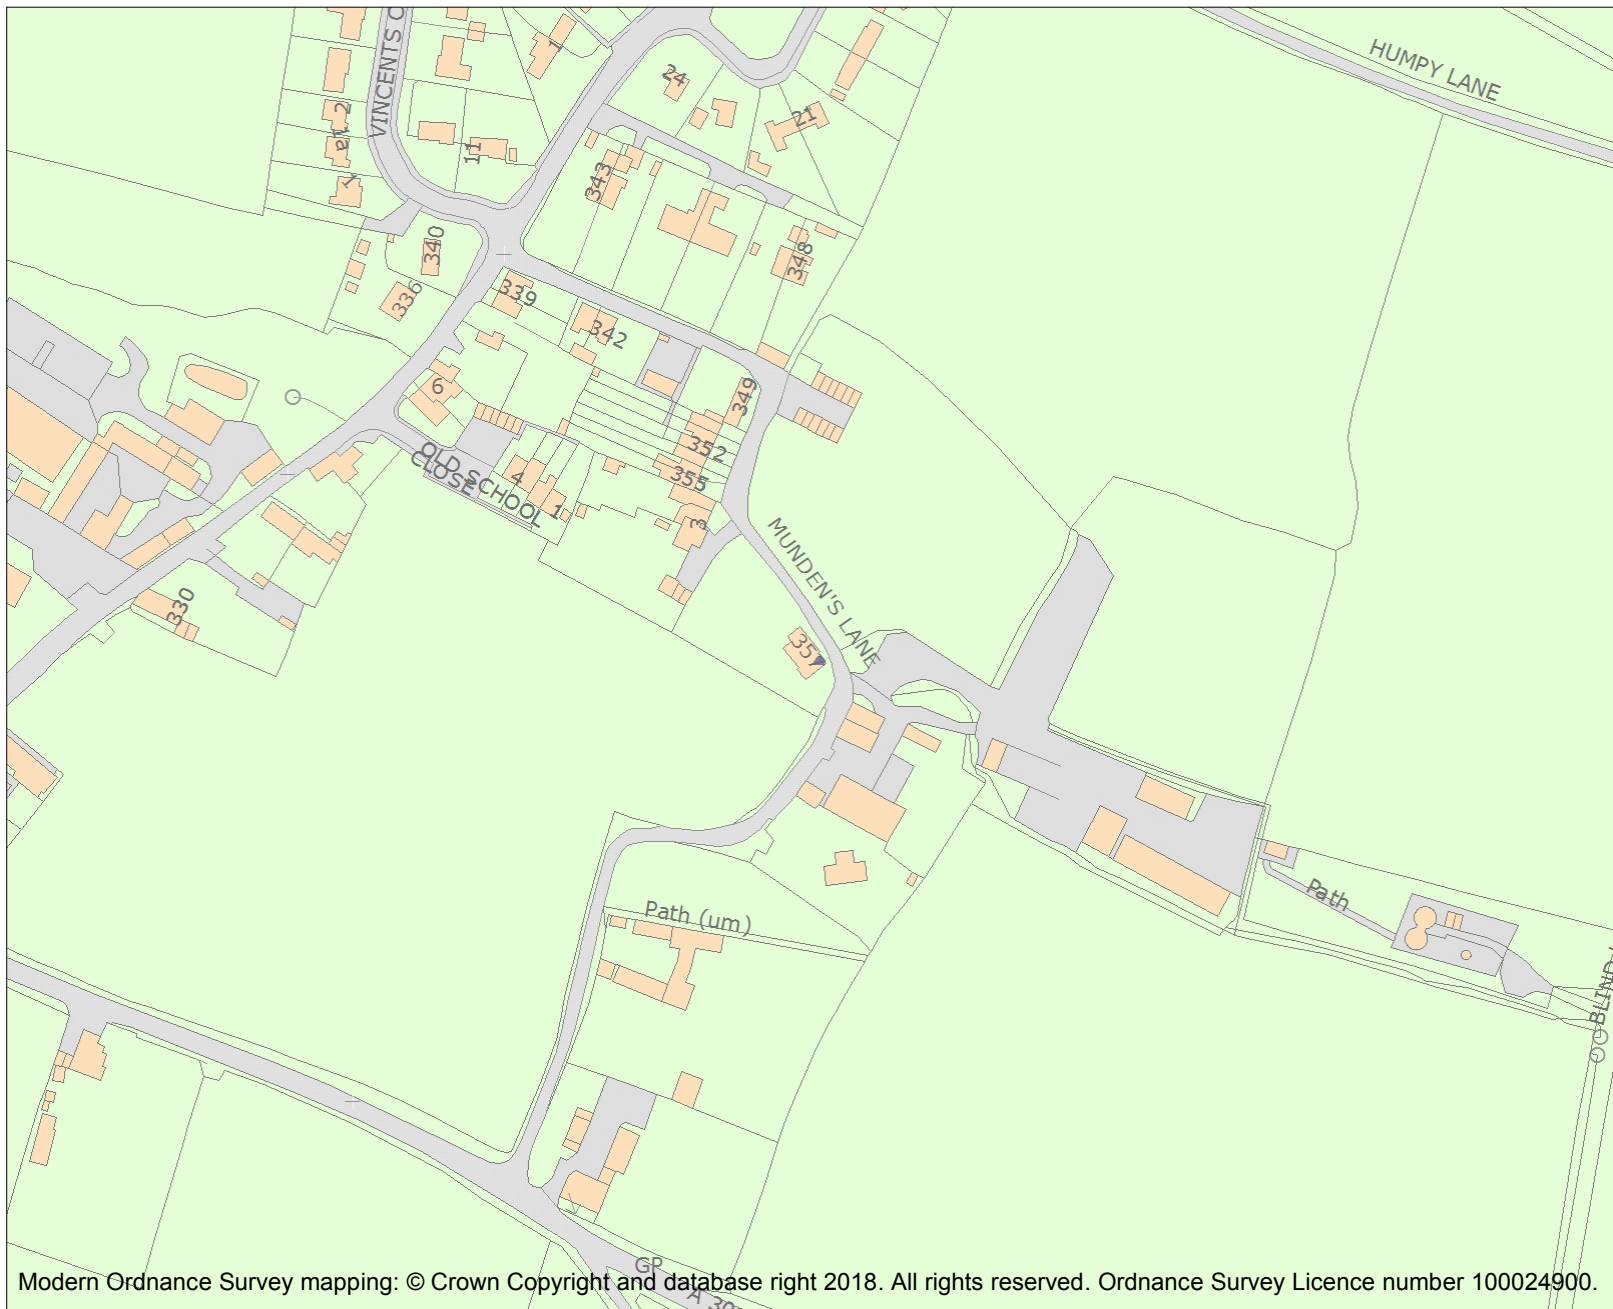 HUMPY LANE
VINCENTS C
1
24
2
1a
1
11
21
343
340
348
336
339
342
6
349
352
355
OLD SCHOOL
CLOSE
4
1
3
MUNDEN'S LANE
330
357
Path (um)
Path
BLIND
GP
A 30
Modern Ordnance Survey mapping: © Crown Copyright and database right 2018. All rights reserved. Ordnance Survey Licence number 100024900.